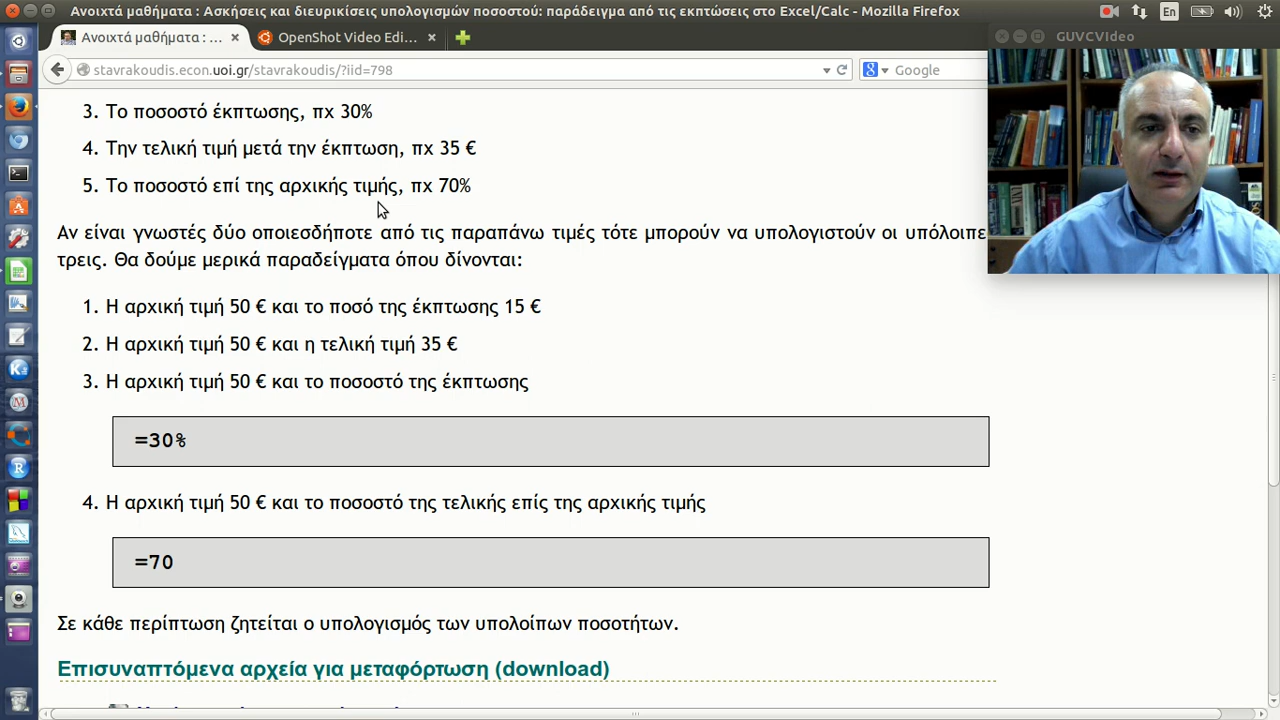 Ανοιχτά μαθήματα : Ασκήσεις και διευρικίσεις υπολογισμών ποσοστού: παράδειγμα από τις εκπτώσεις στο Excel/Calc - Mozilla Firefox
En
Ανοιχτά μαθήματα : ...
OpenShot Video Edi...
GUVCVIdeo
stavrakoudis.econ.uoi.gr/stavrakoudis/?iid=798
Google
3. Το ποσοστό έκπτωσης, πχ 30%
4. Την τελική τιμή μετά την έκπτωση, πχ 35 €
5. Το ποσοστό επί της αρχικής τιμής, πχ 70%
Αν είναι γνωστές δύο οποιεσδήποτε από τις παραπάνω τιμές τότε μπορούν να υπολογιστούν οι υπόλοιπε
τρεις. Θα δούμε μερικά παραδείγματα όπου δίνονται:
1. Η αρχική τιμή 50 € και το ποσό της έκπτωσης 15 €
2. Η αρχική τιμή 50 € και η τελική τιμή 35 €
3. Η αρχική τιμή 50 € και το ποσοστό της έκπτωσης
=30%
4. Η αρχική τιμή 50 € και το ποσοστό της τελικής επίς της αρχικής τιμής
=70
Σε κάθε περίπτωση ζητείται ο υπολογισμός των υπολοίπων ποσοτήτων.
Επισυναπτόμενα αρχεία για μεταφόρτωση (download)